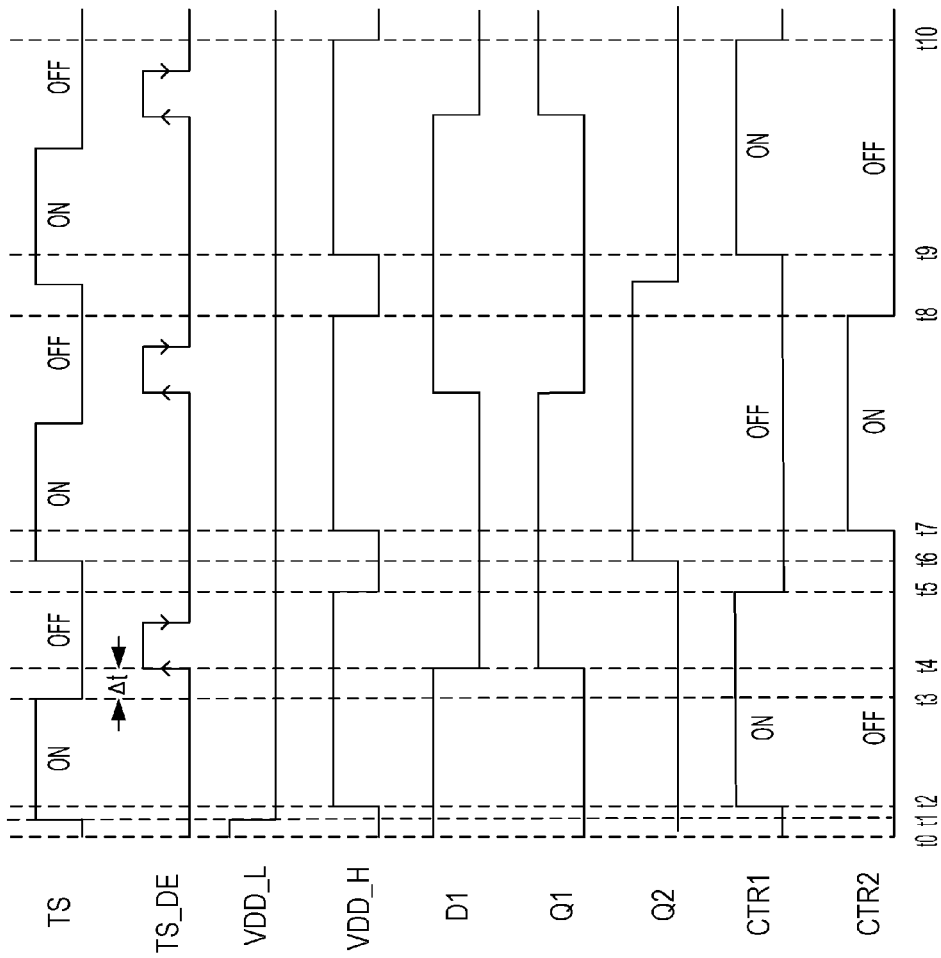 TS ON OFF ON OFF ON OFF
Δt
TS_DE
VDD_L
VDD_H
D1
Q1
Q2
CTR1 ON OFF ON
CTR2 OFF ON OFF
t0 t1 t2 t3 t4 t5 t6 t7 t8 t9 t10